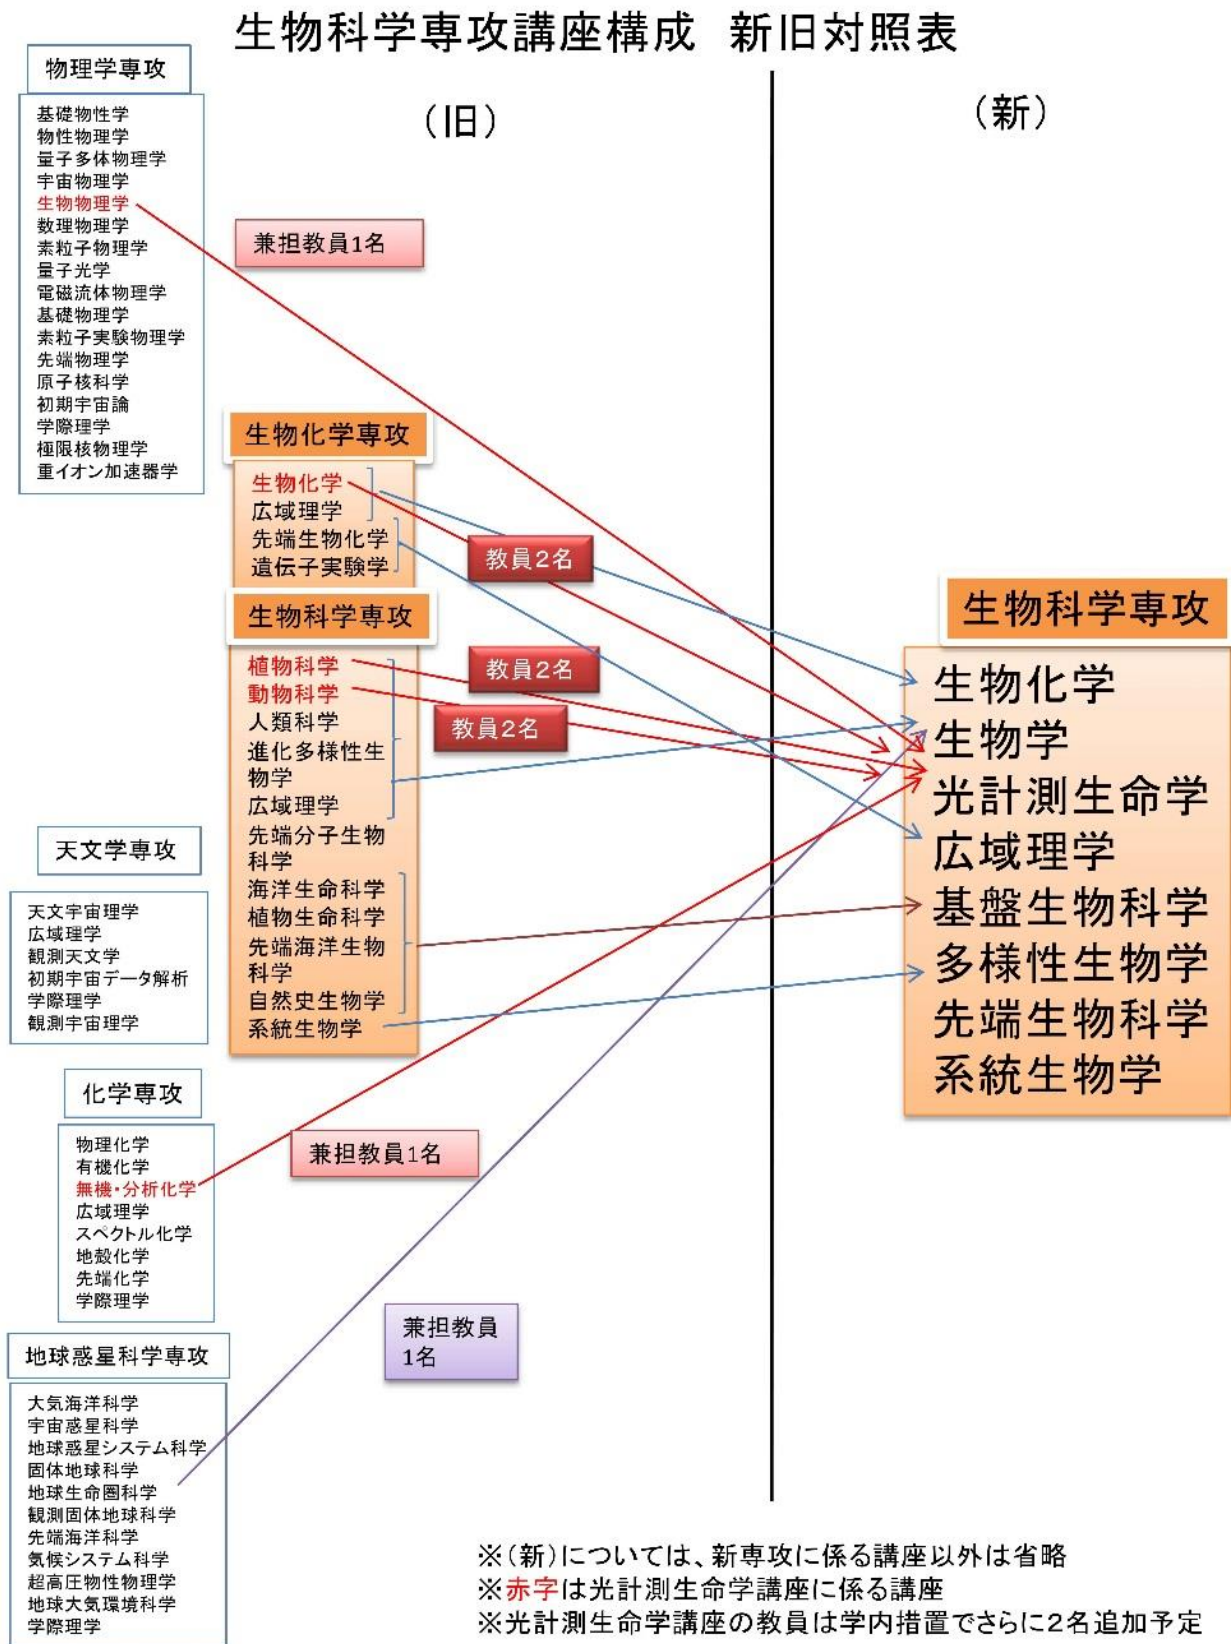 生物科学専攻講座構成　新旧対照表
（旧）
（新）
物理学専攻
基礎物性学
物性物理学
量子多体物理学
宇宙物理学
生物物理学
数理物理学
素粒子物理学
量子光学
電磁流体物理学
基礎物理学
素粒子実験物理学
先端物理学
原子核科学
初期宇宙論
学際理学
極限核物理学
重イオン加速器学
兼担教員1名
生物化学専攻
生物化学
広域理学
先端生物化学
遺伝子実験学
教員2名
生物科学専攻
植物科学
動物科学
人類科学
進化多様性生
物学
広域理学
先端分子生物
科学
海洋生命科学
植物生命科学
先端海洋生物
科学
自然史生物学
系統生物学
教員2名
教員2名
天文学専攻
天文宇宙理学
広域理学
観測天文学
初期宇宙データ解析
学際理学
観測宇宙理学
化学専攻
物理化学
有機化学
無機・分析化学
広域理学
スペクトル化学
地殻化学
先端化学
学際理学
兼担教員1名
地球惑星科学専攻
大気海洋科学
宇宙惑星科学
地球惑星システム科学
固体地球科学
地球生命圏科学
観測固体地球科学
先端海洋科学
気候システム科学
超高圧物性物理学
地球大気環境科学
学際理学
兼担教員
1名
生物科学専攻
生物化学
生物学
光計測生命学
広域理学
基盤生物科学
多様性生物学
先端生物科学
系統生物学
※（新）については、新専攻に係る講座以外は省略
※赤字は光計測生命学講座に係る講座
※光計測生命学講座の教員は学内措置でさらに2名追加予定